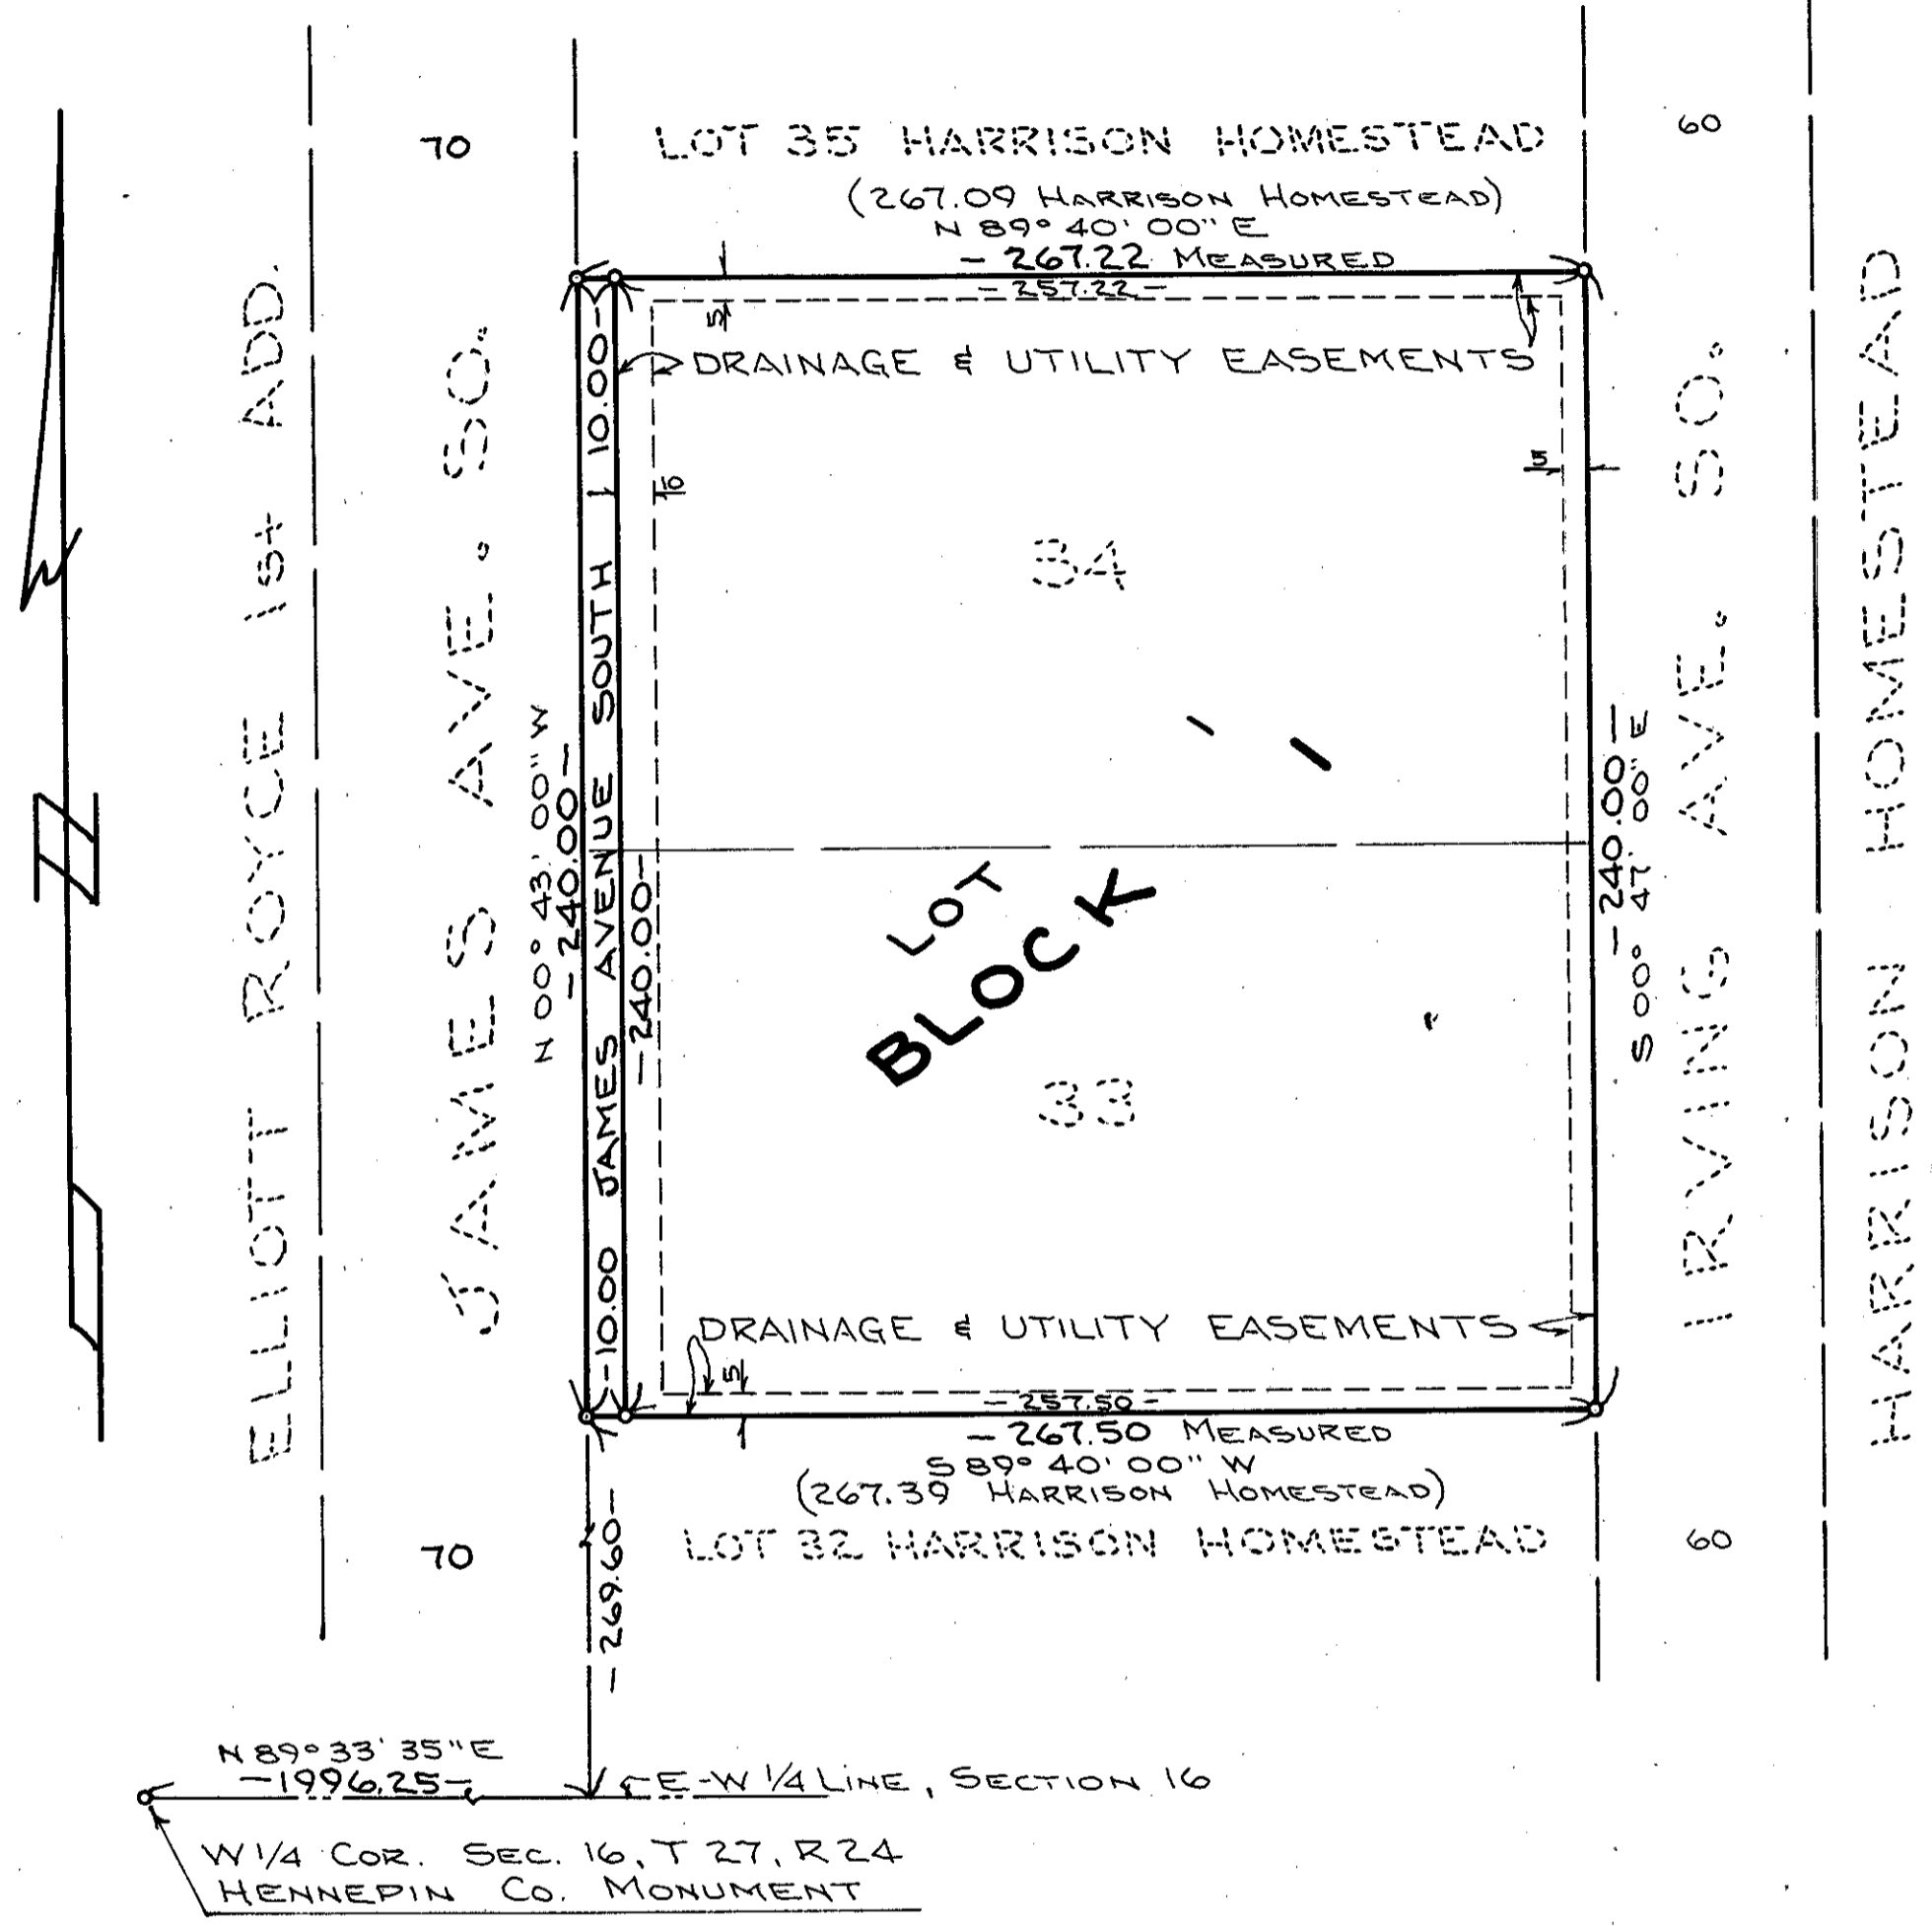 70
LOT 35 HARRISON HOMESTEAD
60
(267.09 HARRISON HOMESTEAD)
N 89° 40' 00" E
- 267.22 MEASURED
- 257.22 -
5
DRAINAGE & UTILITY EASEMENTS
ELLIOTT ROYCE 1st ADD.
JAMES AVE. SO.
N 00° 43' 00" W
- 240.00 -
- 10.00 JAMES AVENUE SOUTH 10.00 -
- 240.00 -
10
5
34
LOT 1
BLOCK 1
33
- 240.00 -
S 00° 47' 00" E
IRVING AVE. SO.
HARRISON HOMESTEAD
DRAINAGE & UTILITY EASEMENTS
5
- 257.50 -
- 267.50 MEASURED
S 89° 40' 00" W
(267.39 HARRISON HOMESTEAD)
70
LOT 32 HARRISON HOMESTEAD
60
- 269.60 -
N 89° 33' 35" E
- 1996.25 -
E-W 1/4 LINE, SECTION 16
W 1/4 COR. SEC. 16, T 27, R 24
HENNEPIN CO. MONUMENT